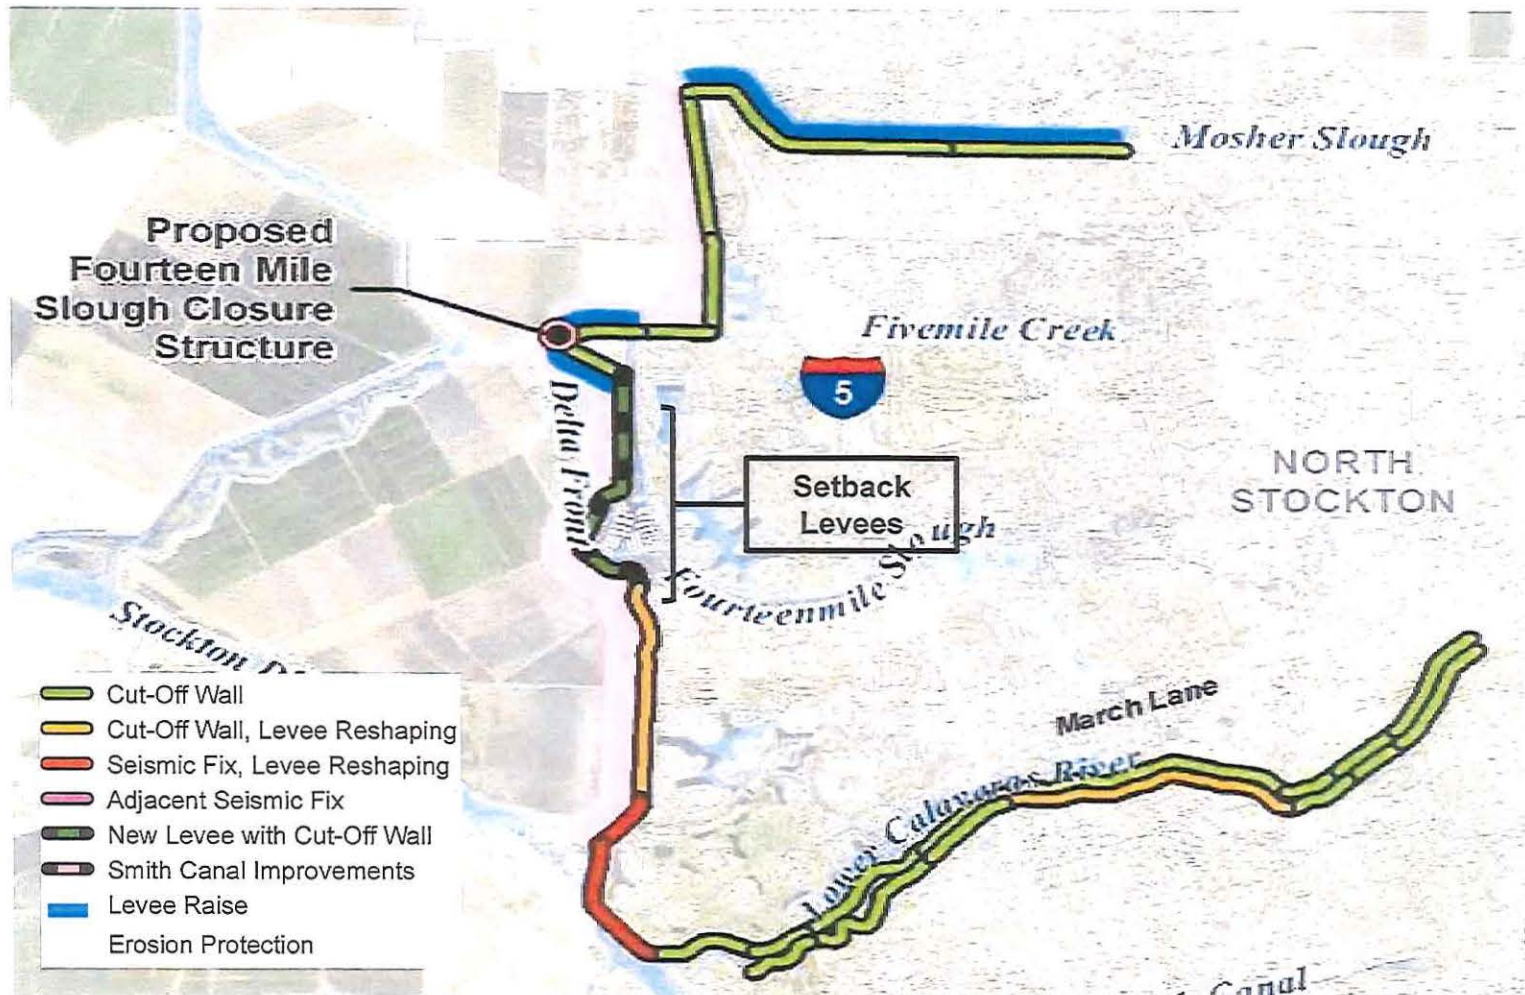 Mosher Slough
Proposed
Fourteen Mile
Slough Closure
Structure
Fivemile Creek
5
Delta Front
Setback
Levees
NORTH
STOCKTON
Fourteenmile Slough
Stockton
March Lane
Lower Calaveras River
Cut-Off Wall
Cut-Off Wall, Levee Reshaping
Seismic Fix, Levee Reshaping
Adjacent Seismic Fix
New Levee with Cut-Off Wall
Smith Canal Improvements
Levee Raise
Erosion Protection
Canal